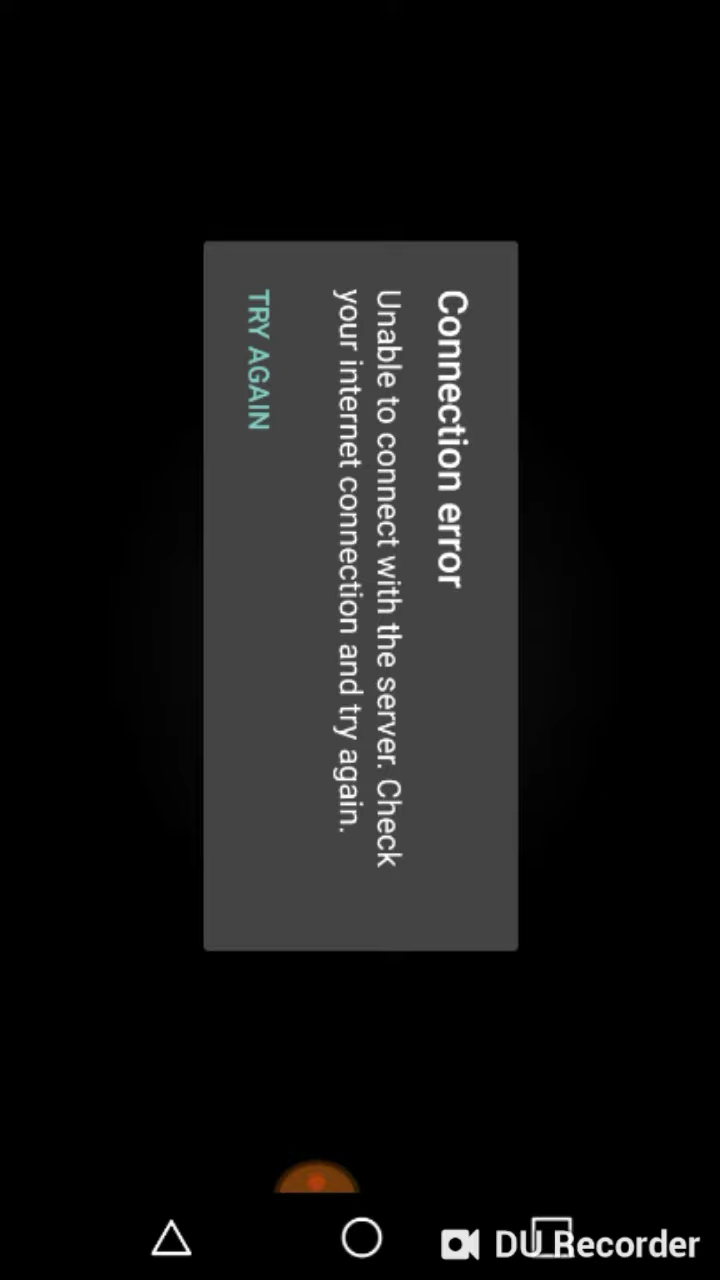 Connection error
Unable to connect with the server. Check
your internet connection and try again.
TRY AGAIN
DU Recorder